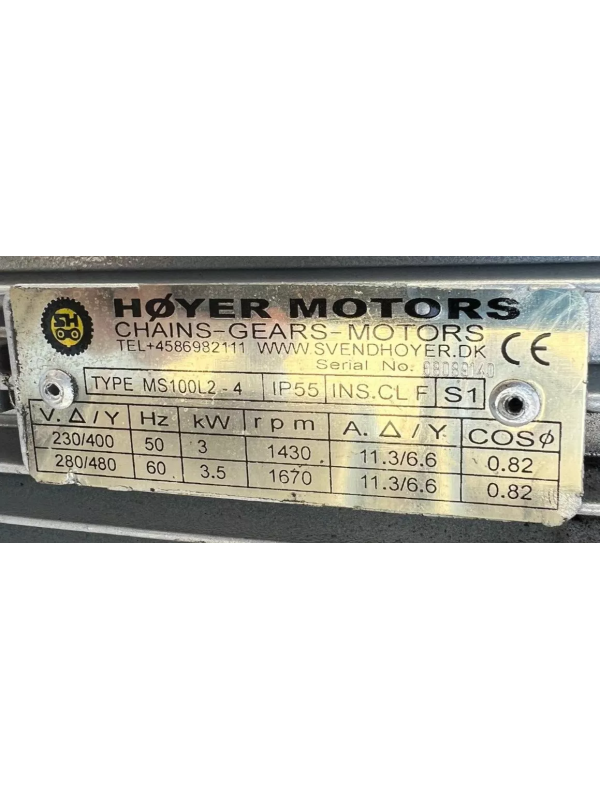 SH
HØYER MOTORS
CHAINS-GEARS-MOTORS
TEL+4586982111 WWW.SVENDHOYER.DK
Serial No.
CE
TYPE MS100L2-4 IP55 INS.CL F S1
V. Δ/Y Hz kW rpm A. Δ/Y COSϕ
230/400 50 3 1430 11.3/6.6 0.82
280/480 60 3.5 1670 11.3/6.6 0.82